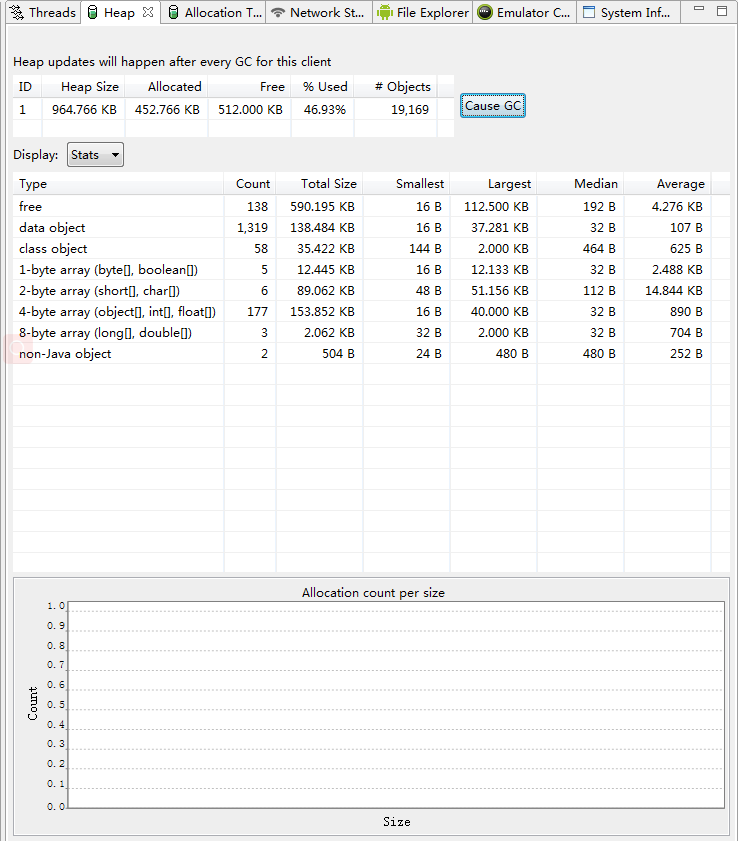 Threads Heap Allocation T... Network St... File Explorer Emulator C... System Inf...
Heap updates will happen after every GC for this client
ID Heap Size Allocated Free % Used # Objects
1 964.766 KB 452.766 KB 512.000 KB 46.93% 19,169
Cause GC
Display: Stats
Type Count Total Size Smallest Largest Median Average
free 138 590.195 KB 16 B 112.500 KB 192 B 4.276 KB
data object 1,319 138.484 KB 16 B 37.281 KB 32 B 107 B
class object 58 35.422 KB 144 B 2.000 KB 464 B 625 B
1-byte array (byte[], boolean[]) 5 12.445 KB 16 B 12.133 KB 32 B 2.488 KB
2-byte array (short[], char[]) 6 89.062 KB 48 B 51.156 KB 112 B 14.844 KB
4-byte array (object[], int[], float[]) 177 153.852 KB 16 B 40.000 KB 32 B 890 B
8-byte array (long[], double[]) 3 2.062 KB 32 B 2.000 KB 32 B 704 B
non-Java object 2 504 B 24 B 480 B 480 B 252 B
Allocation count per size
1.0
0.9
0.8
0.7
0.6
0.5
0.4
0.3
0.2
0.1
0.0
Count
Size